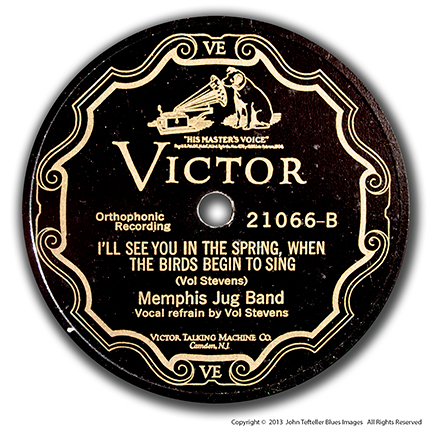 VE
"HIS MASTER'S VOICE"
VICTOR
Orthophonic
Recording
21066-B
I'LL SEE YOU IN THE SPRING, WHEN
THE BIRDS BEGIN TO SING
(Vol Stevens)
Memphis Jug Band
Vocal refrain by Vol Stevens
VICTOR TALKING MACHINE CO.
Camden, N.J.
VE
Copyright © 2013 John Tefteller Blues Images All Rights Reserved